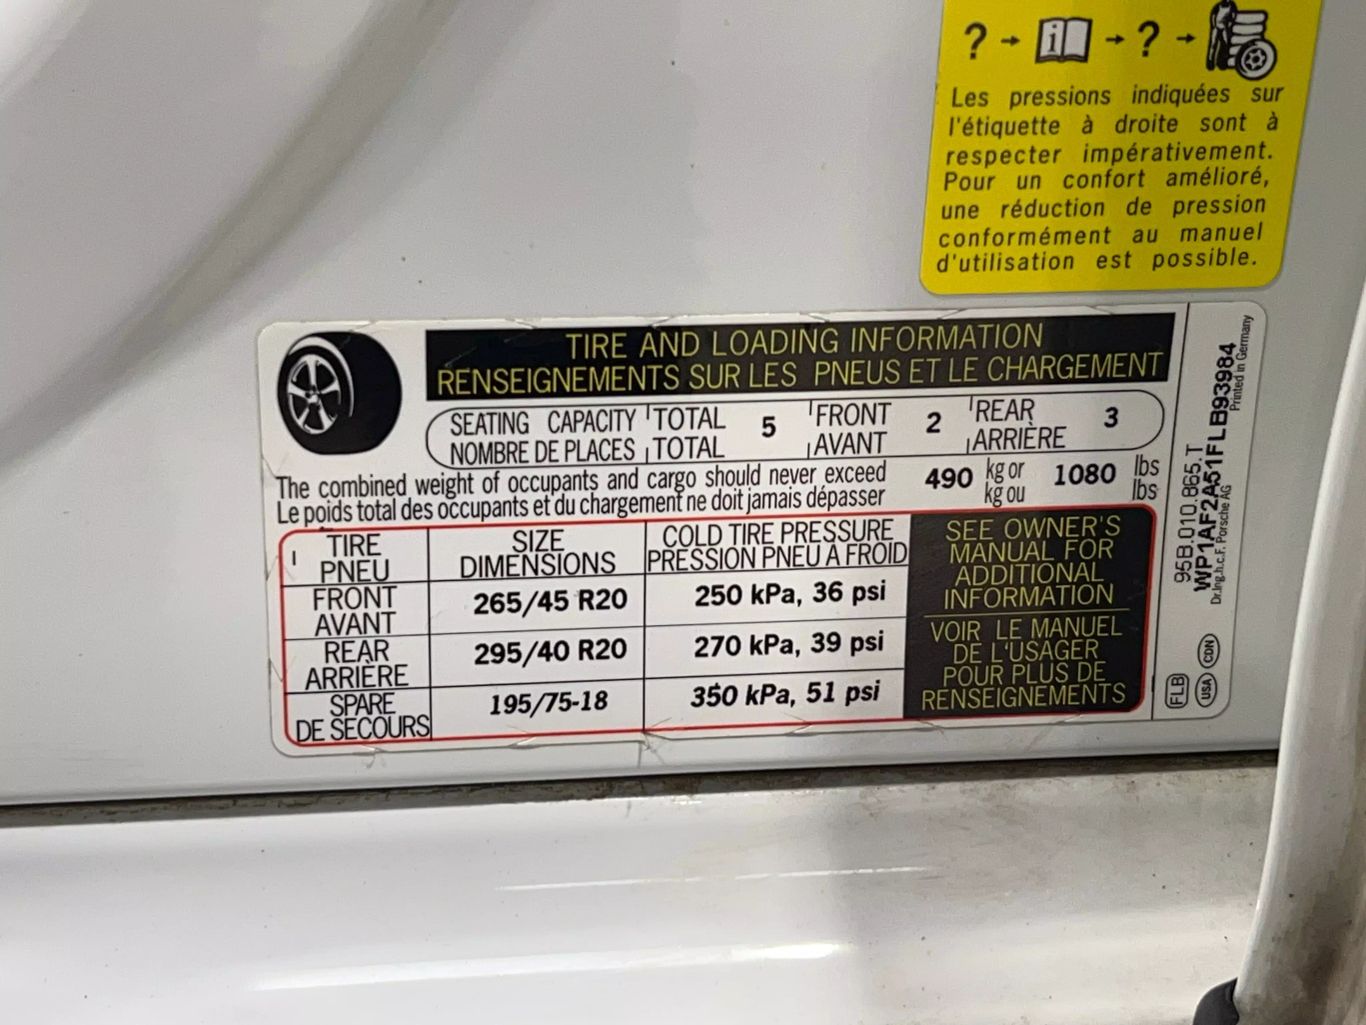 ? → i → ? →
Les pressions indiquées sur
l'étiquette à droite sont à
respecter impérativement.
Pour un confort amélioré,
une réduction de pression
conformément au manuel
d'utilisation est possible.
TIRE AND LOADING INFORMATION
RENSEIGNEMENTS SUR LES PNEUS ET LE CHARGEMENT
SEATING CAPACITY TOTAL 5 FRONT 2 REAR 3
NOMBRE DE PLACES TOTAL AVANT ARRIÈRE
The combined weight of occupants and cargo should never exceed 490 kg or 1080 lbs
Le poids total des occupants et du chargement ne doit jamais dépasser kg ou lbs
TIRE SIZE COLD TIRE PRESSURE
PNEU DIMENSIONS PRESSION PNEU A FROID
FRONT 265/45 R20 250 kPa, 36 psi
AVANT
REAR 295/40 R20 270 kPa, 39 psi
ARRIÈRE
SPARE 195/75-18 350 kPa, 51 psi
DE SECOURS
SEE OWNER'S
MANUAL FOR
ADDITIONAL
INFORMATION
VOIR LE MANUEL
DE L'USAGER
POUR PLUS DE
RENSEIGNEMENTS
95B.010.865.T
WP1AF2A51FLB93984
Dr.Ing.h.c.F. Porsche AG Printed in Germany
FLB USA CDN